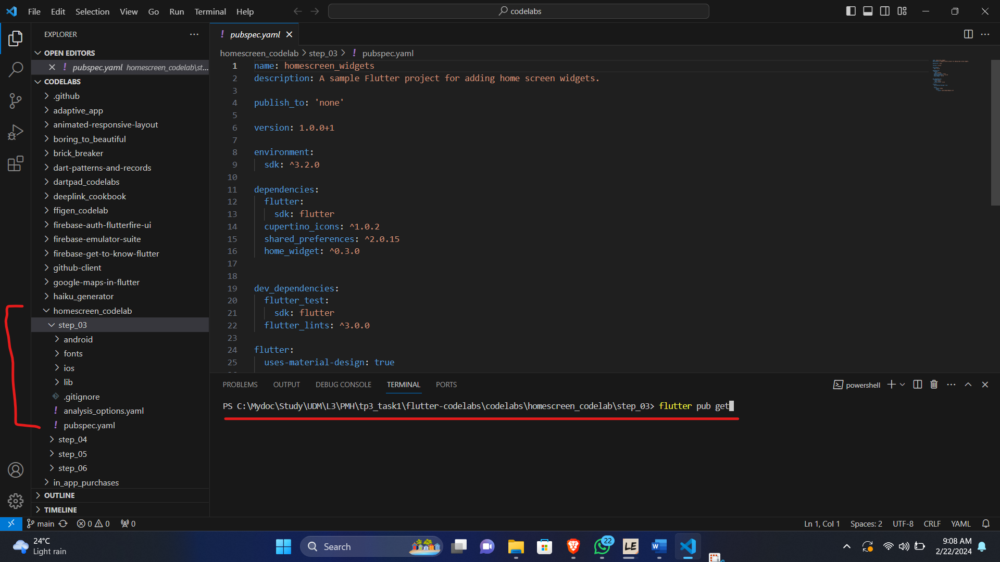 File Edit Selection View Go Run Terminal Help
codelabs
EXPLORER
OPEN EDITORS
pubspec.yaml homescreen_codelab\st...
CODELABS
.github
adaptive_app
animated-responsive-layout
boring_to_beautiful
brick_breaker
dart-patterns-and-records
dartpad_codelabs
deeplink_cookbook
ffigen_codelab
firebase-auth-flutterfire-ui
firebase-emulator-suite
firebase-get-to-know-flutter
github-client
google-maps-in-flutter
haiku_generator
homescreen_codelab
step_03
android
fonts
ios
lib
.gitignore
! analysis_options.yaml
! pubspec.yaml
step_04
step_05
step_06
in_app_purchases
OUTLINE
TIMELINE
! pubspec.yaml
homescreen_codelab > step_03 > ! pubspec.yaml
1 name: homescreen_widgets
2 description: A sample Flutter project for adding home screen widgets.
3
4 publish_to: 'none'
5
6 version: 1.0.0+1
7
8 environment:
9 sdk: ^3.2.0
10
11 dependencies:
12 flutter:
13 sdk: flutter
14 cupertino_icons: ^1.0.2
15 shared_preferences: ^2.0.15
16 home_widget: ^0.3.0
17
18
19 dev_dependencies:
20 flutter_test:
21 sdk: flutter
22 flutter_lints: ^3.0.0
23
24 flutter:
25 uses-material-design: true
PROBLEMS OUTPUT DEBUG CONSOLE TERMINAL PORTS
powershell
PS C:\Mydoc\Study\UDM\L3\PMH\tp3_task1\flutter-codelabs\codelabs\homescreen_codelab\step_03> flutter pub get
main 0 0 0
Ln 1, Col 1 Spaces: 2 UTF-8 CRLF YAML
24°C
Light rain
Search
22
LE
W
9:08 AM
2/22/2024